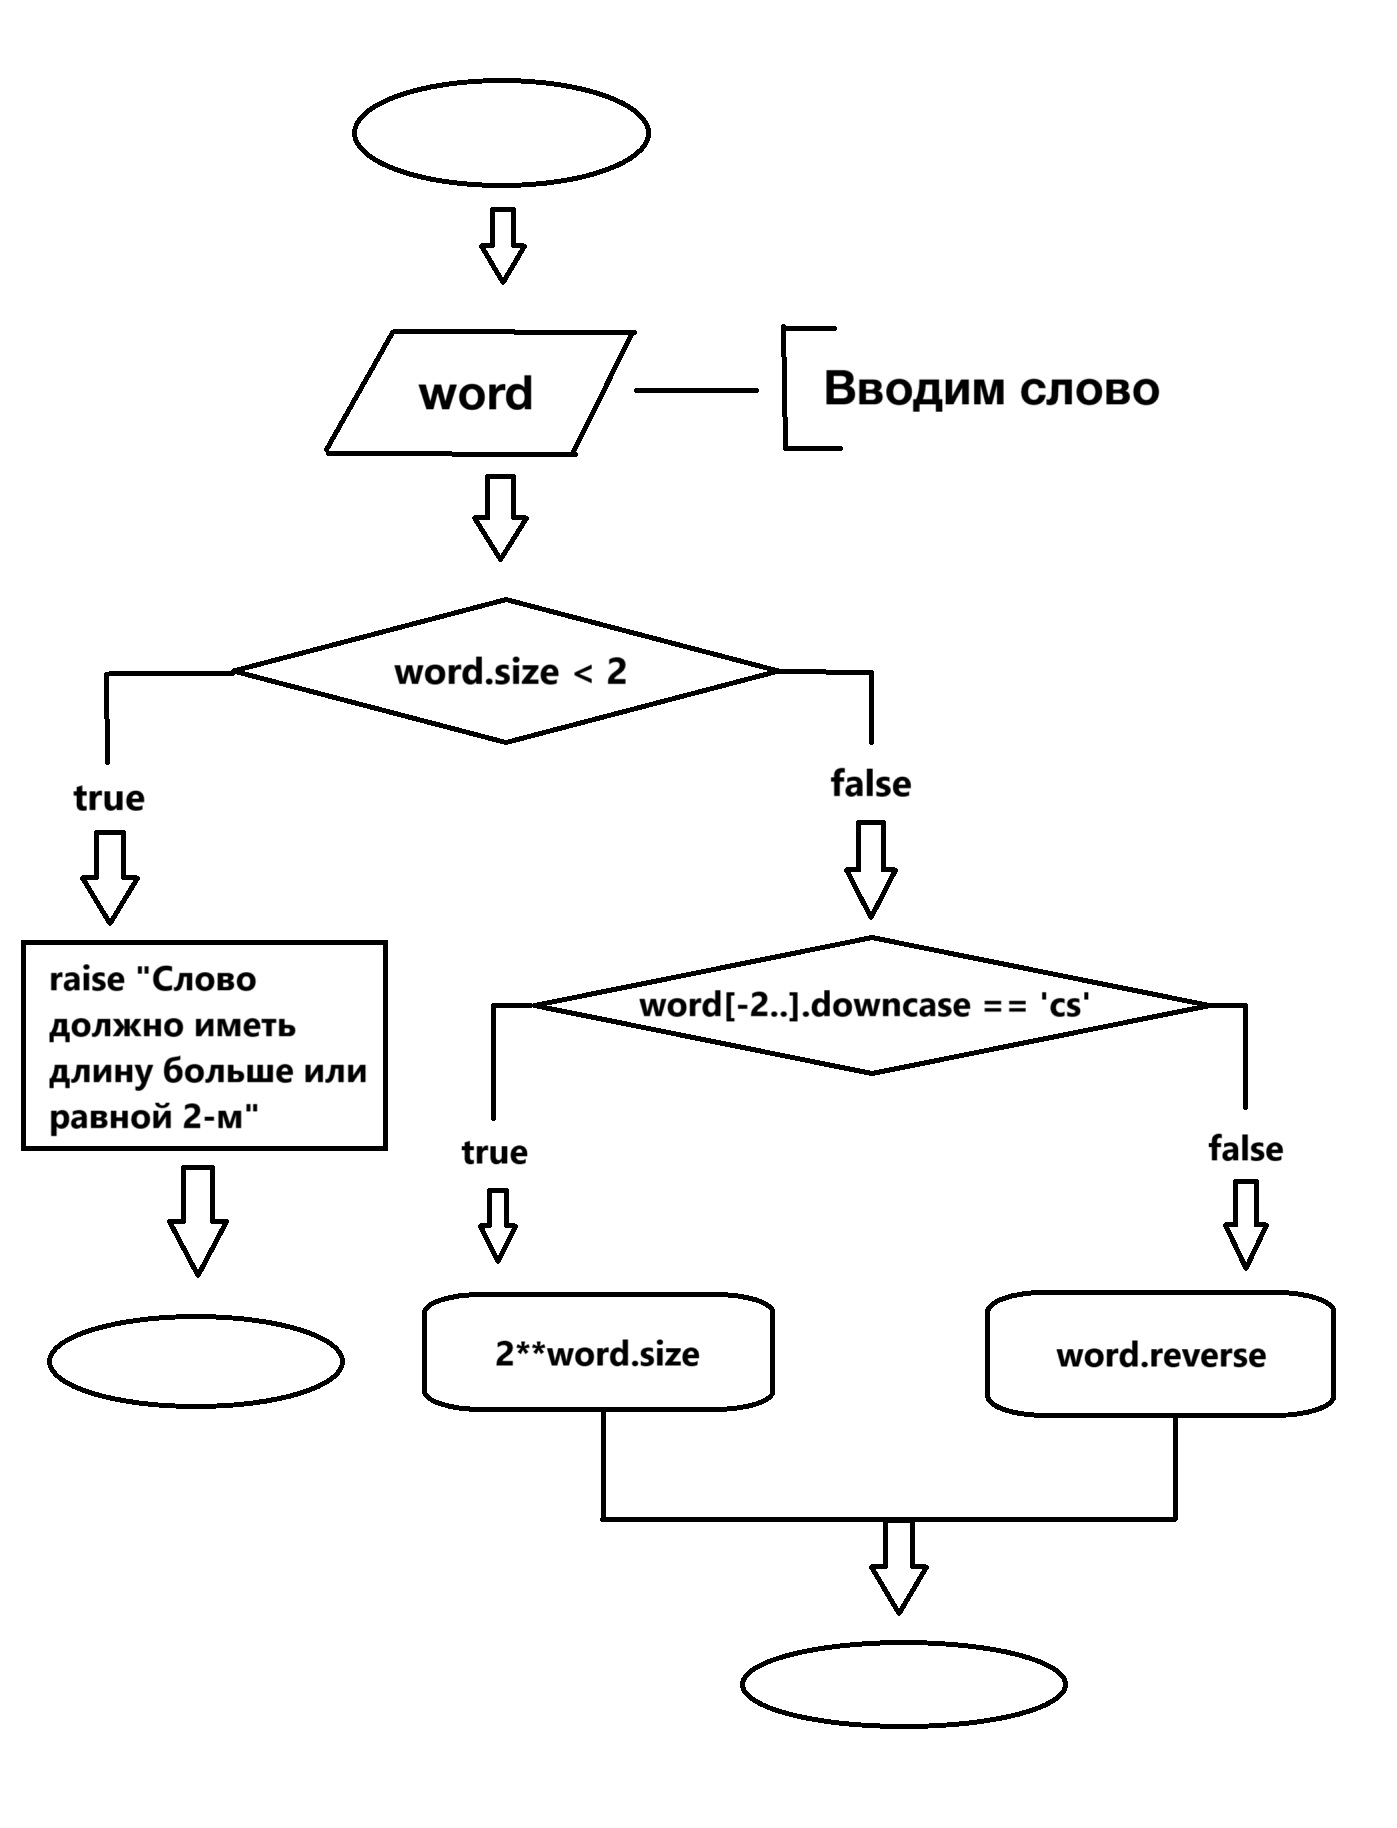 word
Вводим слово
word.size < 2
true
false
raise "Слово
должно иметь
длину больше или
равной 2-м"
word[-2..].downcase == 'cs'
true
false
2**word.size
word.reverse